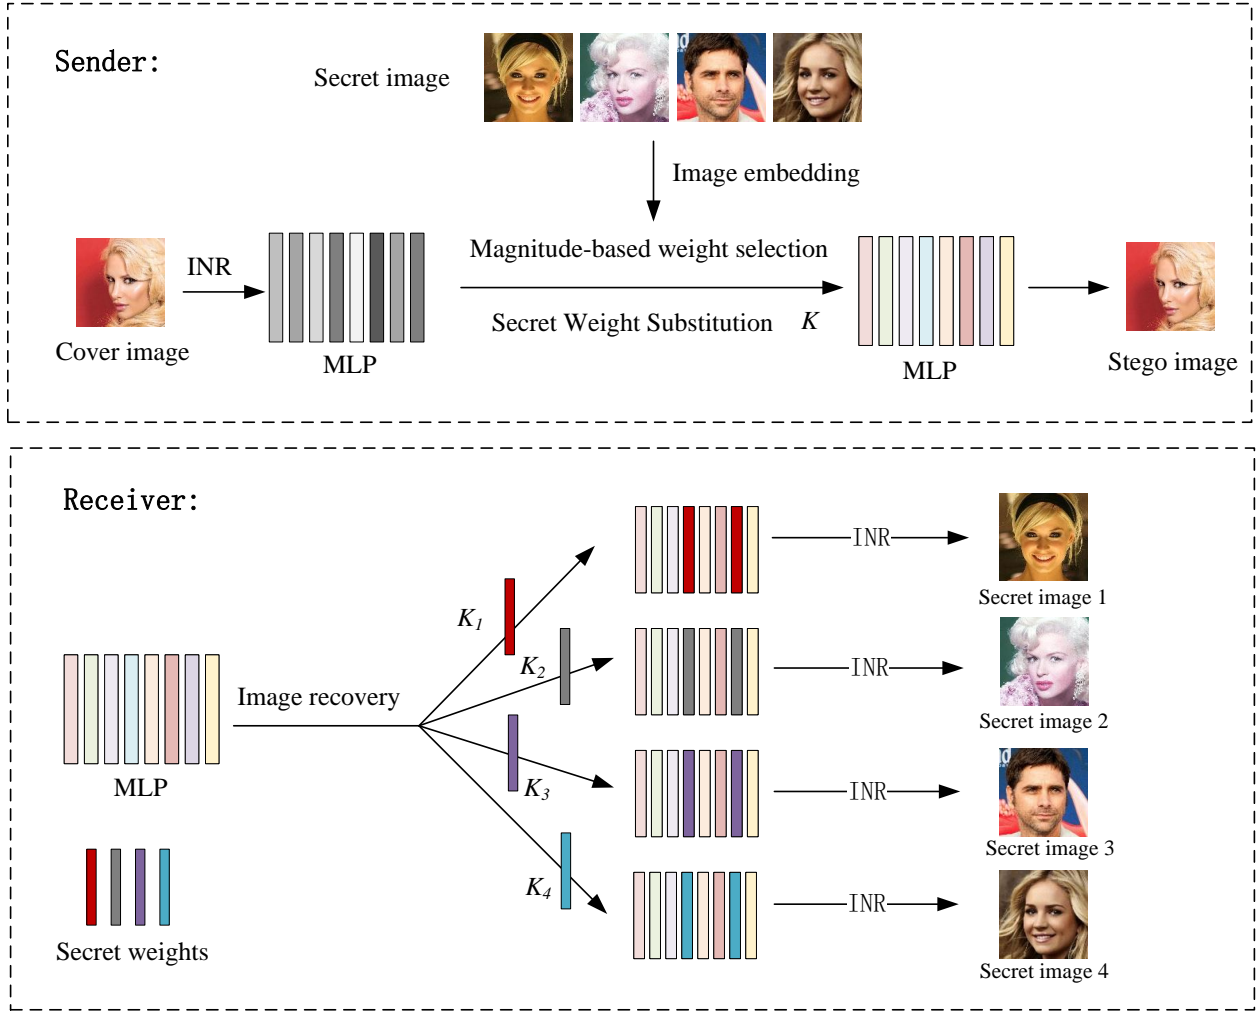 Sender:
Secret image
Image embedding
INR
Magnitude-based weight selection
Secret Weight Substitution K
Cover image
MLP
MLP
Stego image
Receiver:
INR
Secret image 1
K1
K2
INR
Secret image 2
Image recovery
MLP
K3
INR
Secret image 3
K4
INR
Secret weights
Secret image 4